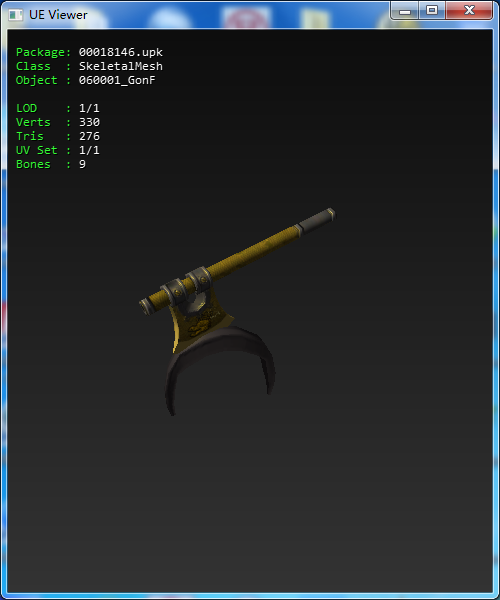 UE Viewer
Package: 00018146.upk
Class : SkeletalMesh
Object : 060001_GonF
LOD : 1/1
Verts : 330
Tris : 276
UV Set : 1/1
Bones : 9